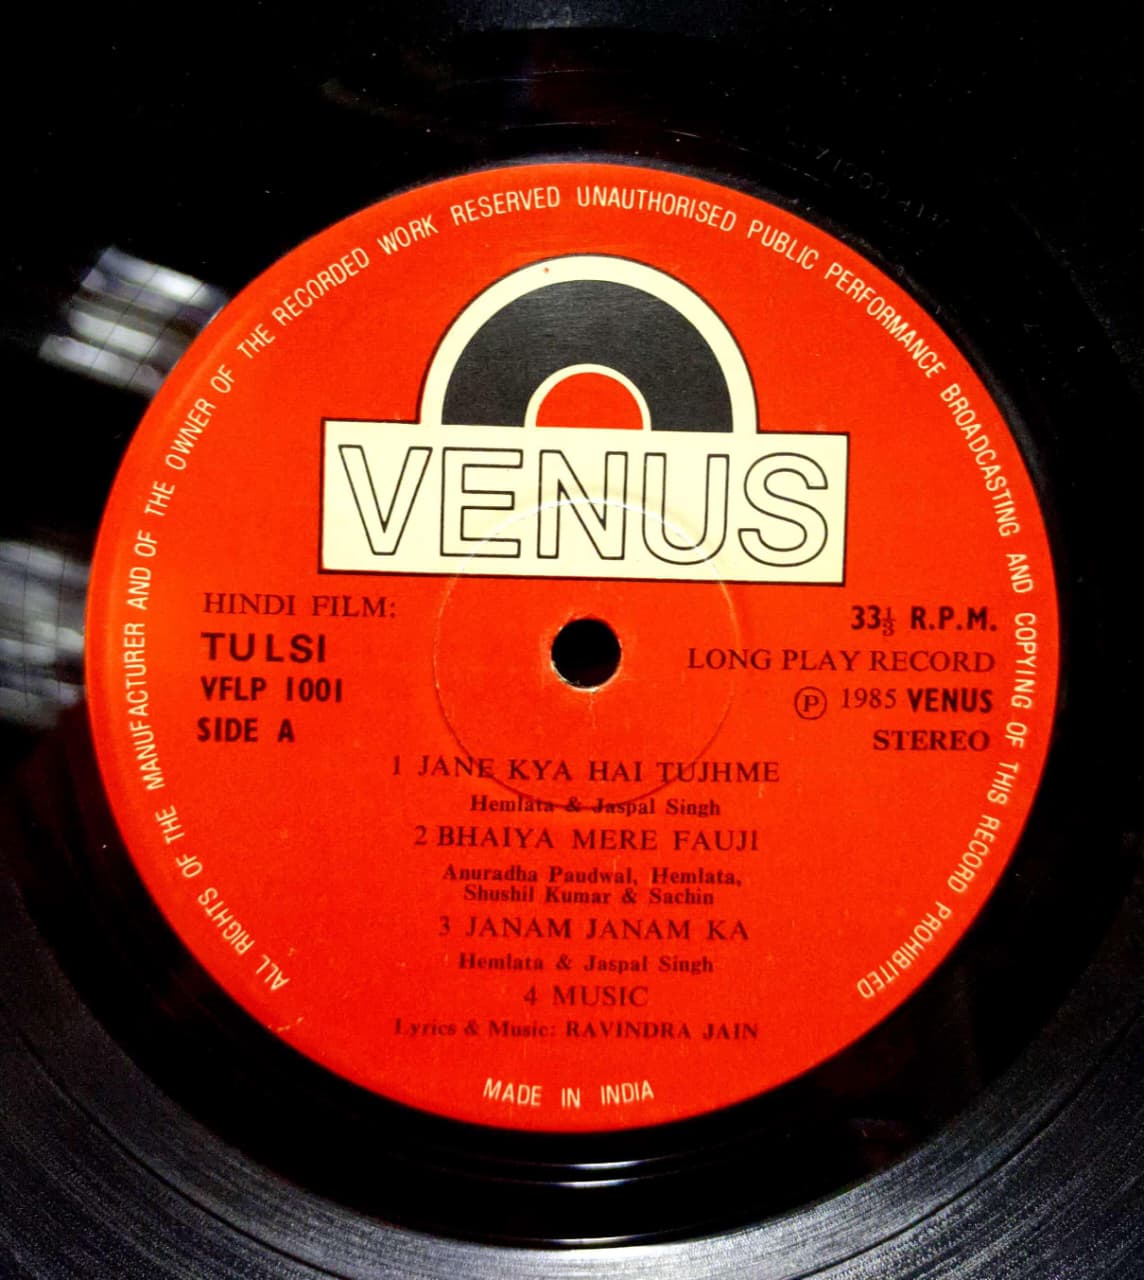 ALL RIGHTS OF THE MANUFACTURER AND OF THE OWNER OF THE RECORDED WORK RESERVED UNAUTHORISED PUBLIC PERFORMANCE BROADCASTING AND COPYING OF THIS RECORD PROHIBITED
VENUS
HINDI FILM:
TULSI
VFLP 1001
SIDE A
33⅓ R.P.M.
LONG PLAY RECORD
Ⓟ 1985 VENUS
STEREO
1 JANE KYA HAI TUJHME
Hemlata & Jaspal Singh
2 BHAIYA MERE FAUJI
Anuradha Paudwal, Hemlata,
Shushil Kumar & Sachin
3 JANAM JANAM KA
Hemlata & Jaspal Singh
4 MUSIC
Lyrics & Music: RAVINDRA JAIN
MADE IN INDIA